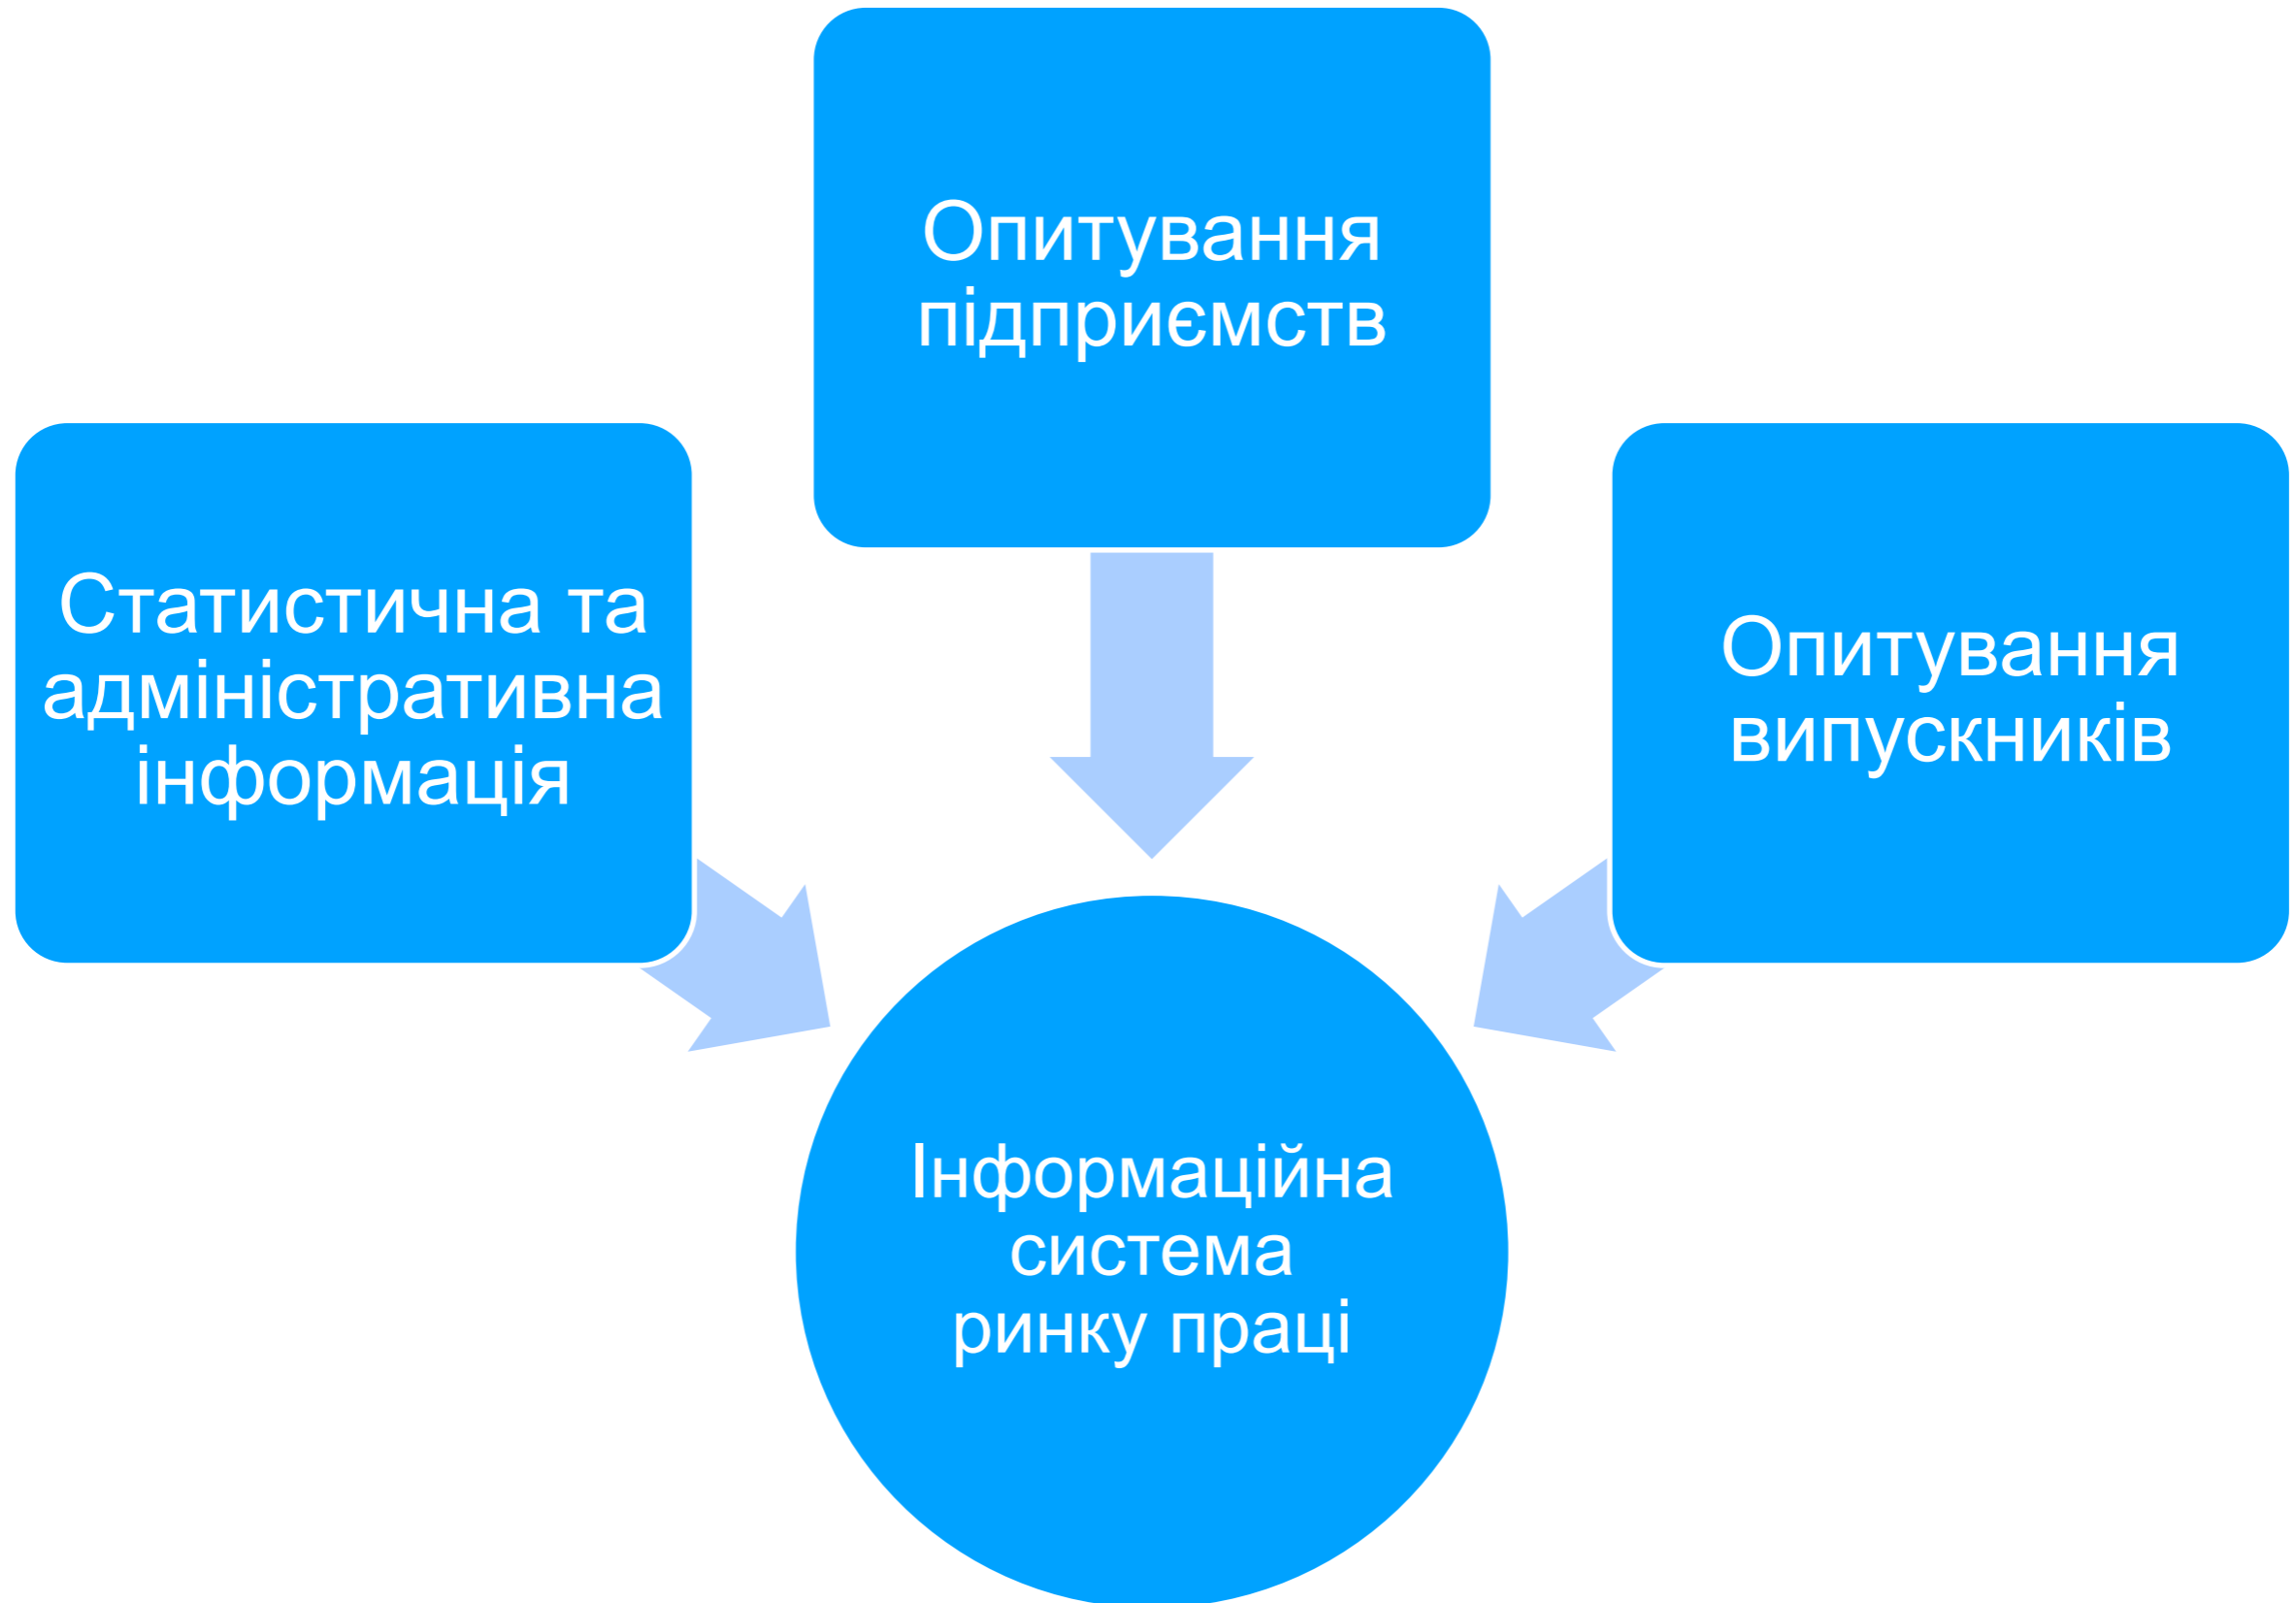 Опитування
підприємств
Статистична та
адміністративна
інформація
Опитування
випускників
Інформаційна
система
ринку праці